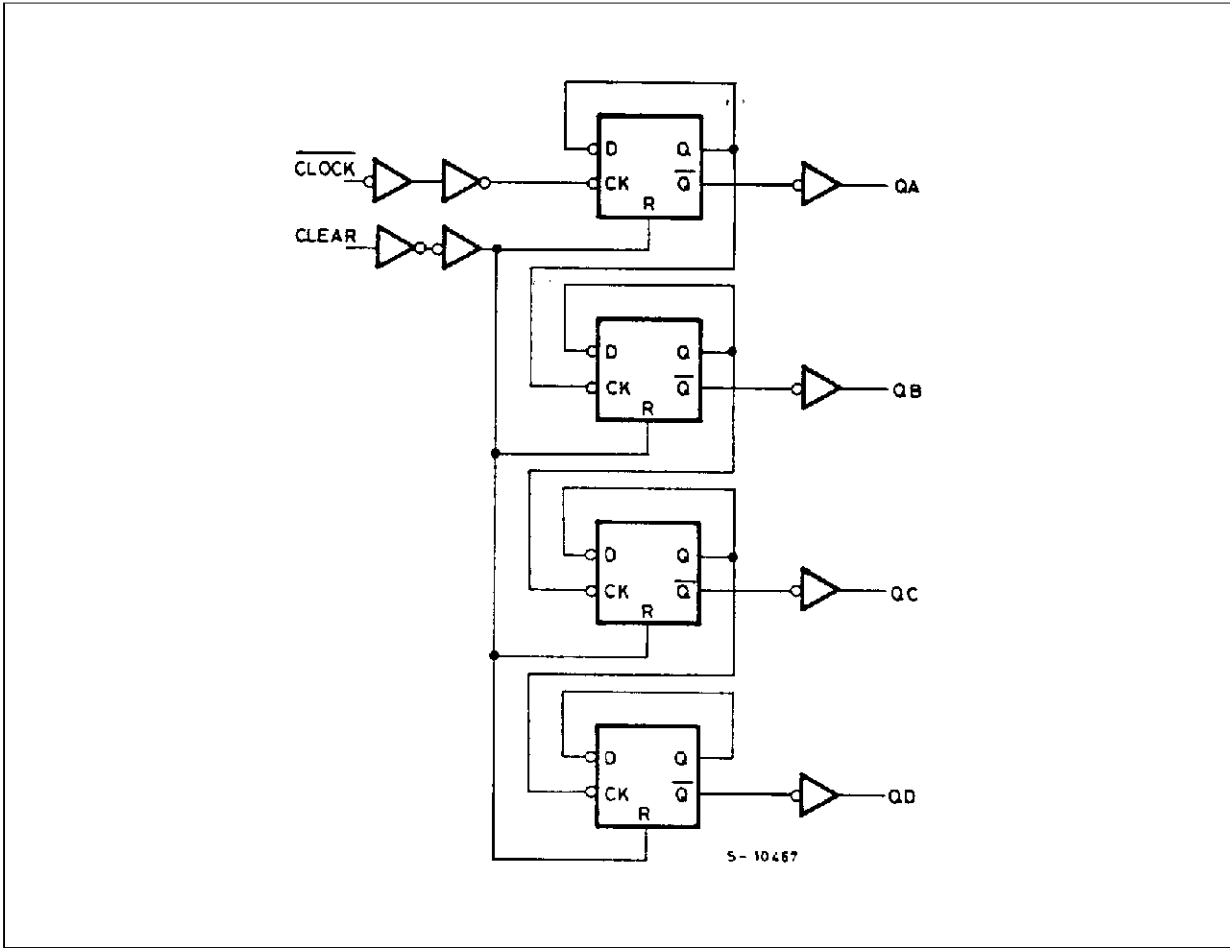 D Q
CLOCK
CK Q QA
R
CLEAR
D Q
CK Q QB
R
D Q
CK Q QC
R
D Q
CK Q QD
R
S-10467